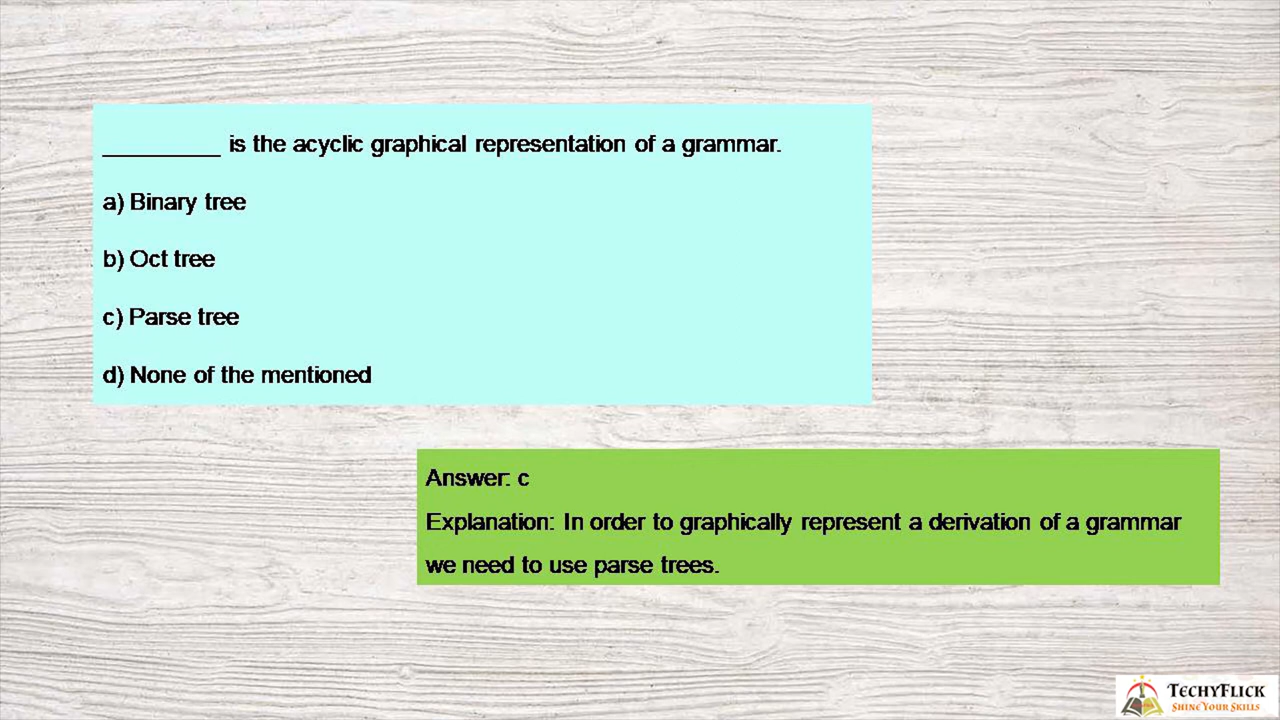 _________ is the acyclic graphical representation of a grammar.
a) Binary tree
b) Oct tree
c) Parse tree
d) None of the mentioned
Answer: c
Explanation: In order to graphically represent a derivation of a grammar
we need to use parse trees.
TECHYFLICK
SHINE YOUR SKILLS